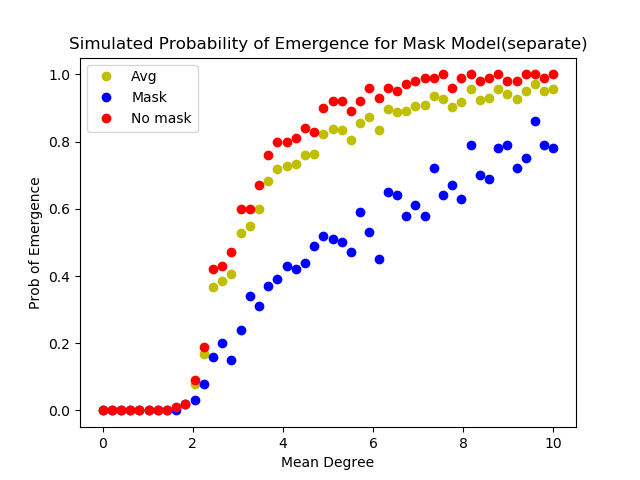 Simulated Probability of Emergence for Mask Model(separate)
Avg
Mask
No mask
Prob of Emergence
1.0
0.8
0.6
0.4
0.2
0.0
0 2 4 6 8 10
Mean Degree